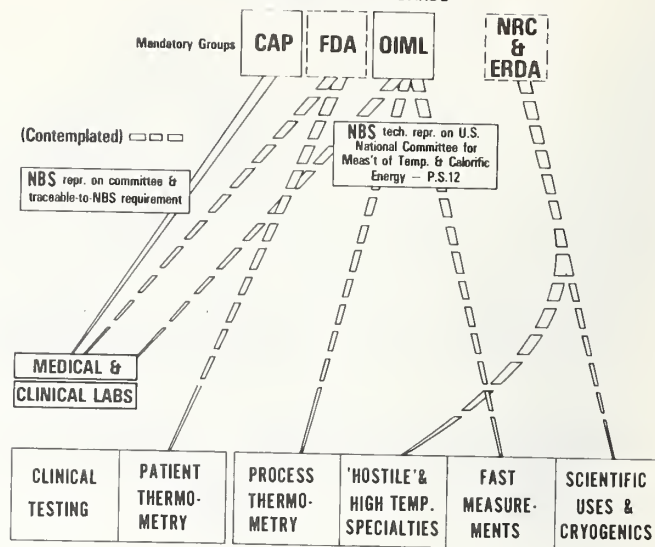 Mandatory Groups
CAP
FDA
OIML
NRC
&
ERDA
(Contemplated)
NBS repr. on committee &
traceable-to-NBS requirement
NBS tech. repr. on U.S.
National Committee for
Meas't of Temp. & Calorific
Energy — P.S.12
MEDICAL &
CLINICAL LABS
CLINICAL
TESTING
PATIENT
THERMO-
METRY
PROCESS
THERMO-
METRY
'HOSTILE' &
HIGH TEMP.
SPECIALTIES
FAST
MEASURE-
MENTS
SCIENTIFIC
USES &
CRYOGENICS